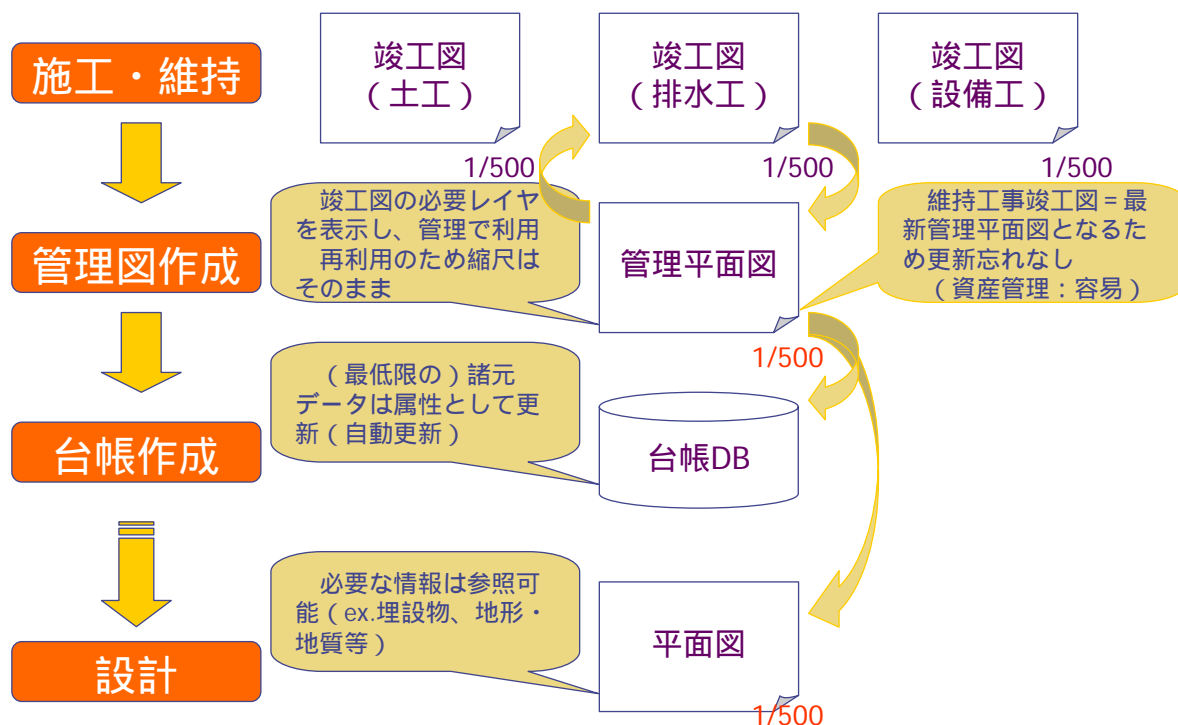 施工・維持
竣工図
（土工）
1/500
竣工図
（排水工）
1/500
竣工図
（設備工）
1/500
管理図作成
竣工図の必要レイヤ
を表示し、管理で利用
再利用のため縮尺は
そのまま
管理平面図
1/500
維持工事竣工図＝最
新管理平面図となるた
め更新忘れなし
（資産管理：容易）
台帳作成
（最低限の）諸元
データは属性として更
新（自動更新）
台帳DB
設計
必要な情報は参照可
能（ex.埋設物、地形・
地質等）
平面図
1/500